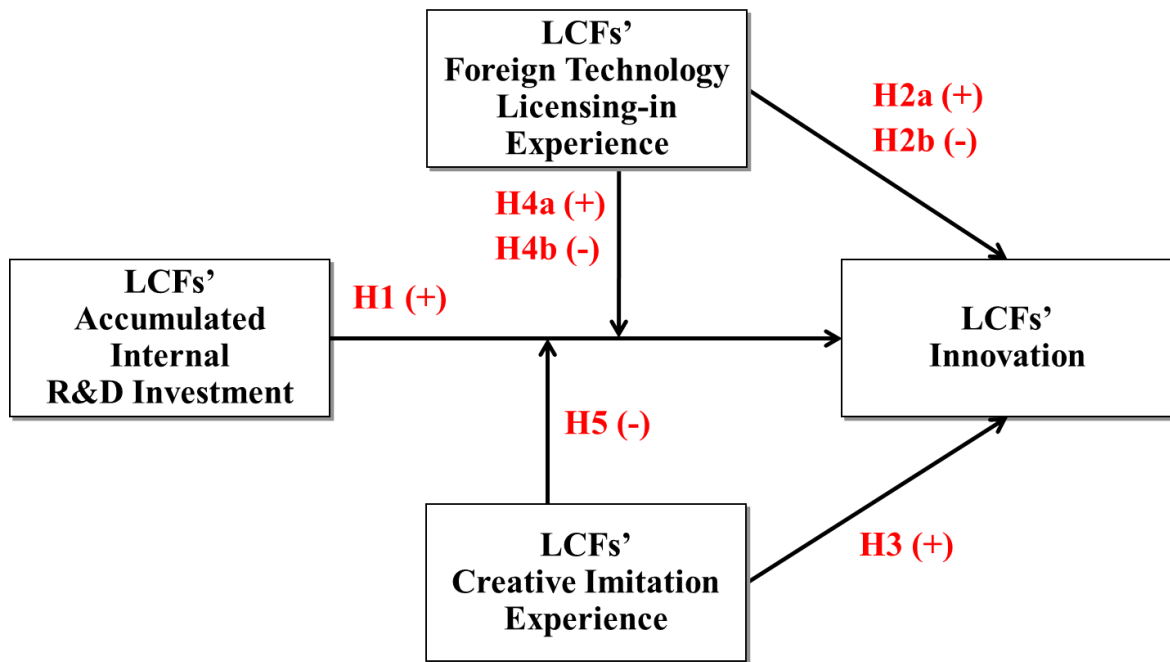 LCFs’
Foreign Technology
Licensing-in
Experience
H2a (+)
H2b (-)
H4a (+)
H4b (-)
LCFs’
Accumulated
Internal
R&D Investment
H1 (+)
LCFs’
Innovation
H5 (-)
LCFs’
Creative Imitation
Experience
H3 (+)